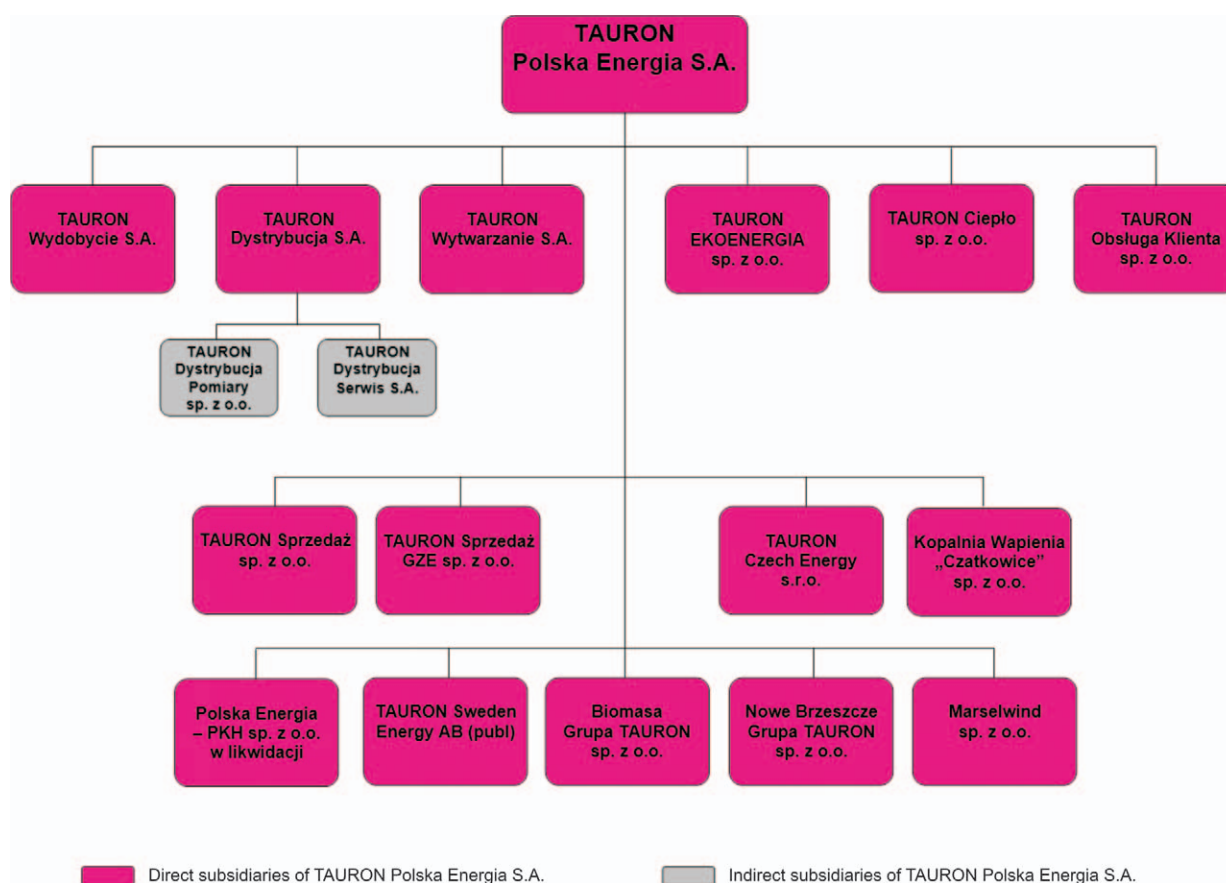 TAURON
Polska Energia S.A.
TAURON
Wydobycie S.A.
TAURON
Dystrybucja S.A.
TAURON
Wytwarzanie S.A.
TAURON
EKOENERGIA
sp. z o.o.
TAURON Ciepło
sp. z o.o.
TAURON
Obsługa Klienta
sp. z o.o.
TAURON
Dystrybucja
Pomiary
sp. z o.o.
TAURON
Dystrybucja
Serwis S.A.
TAURON Sprzedaż
sp. z o.o.
TAURON Sprzedaż
GZE sp. z o.o.
TAURON
Czech Energy
s.r.o.
Kopalnia Wapienia
„Czatkowice”
sp. z o.o.
Polska Energia
– PKH sp. z o.o.
w likwidacji
TAURON Sweden
Energy AB (publ)
Biomasa
Grupa TAURON
sp. z o.o.
Nowe Brzeszcze
Grupa TAURON
sp. z o.o.
Marselwind
sp. z o.o.
Direct subsidiaries of TAURON Polska Energia S.A.
Indirect subsidiaries of TAURON Polska Energia S.A.